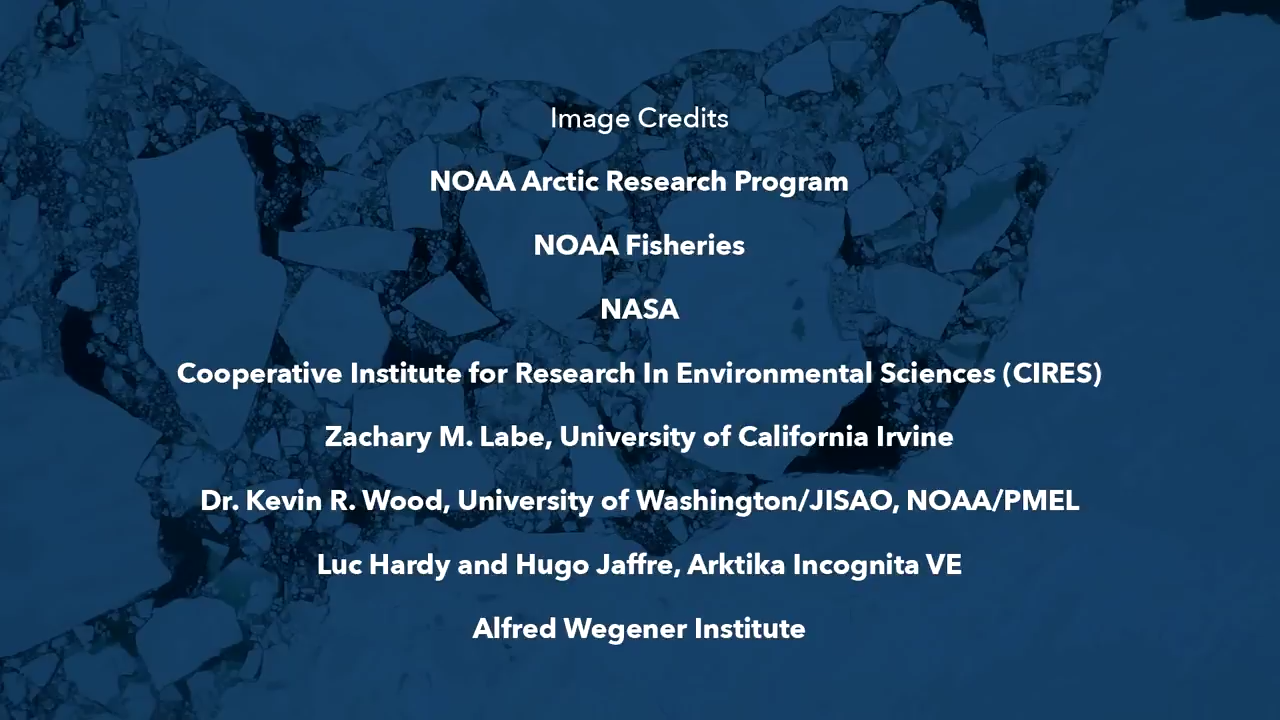 Image Credits
NOAA Arctic Research Program
NOAA Fisheries
NASA
Cooperative Institute for Research In Environmental Sciences (CIRES)
Zachary M. Labe, University of California Irvine
Dr. Kevin R. Wood, University of Washington/JISAO, NOAA/PMEL
Luc Hardy and Hugo Jaffre, Arktika Incognita VE
Alfred Wegener Institute